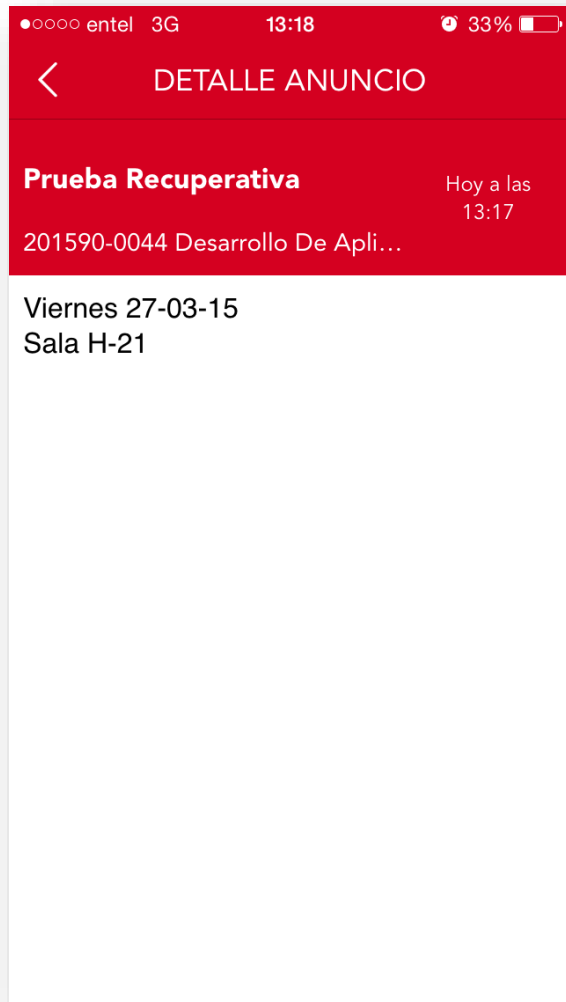 entel 3G 13:18 33%
DETALLE ANUNCIO
Prueba Recuperativa
Hoy a las
13:17
201590-0044 Desarrollo De Apli...
Viernes 27-03-15
Sala H-21